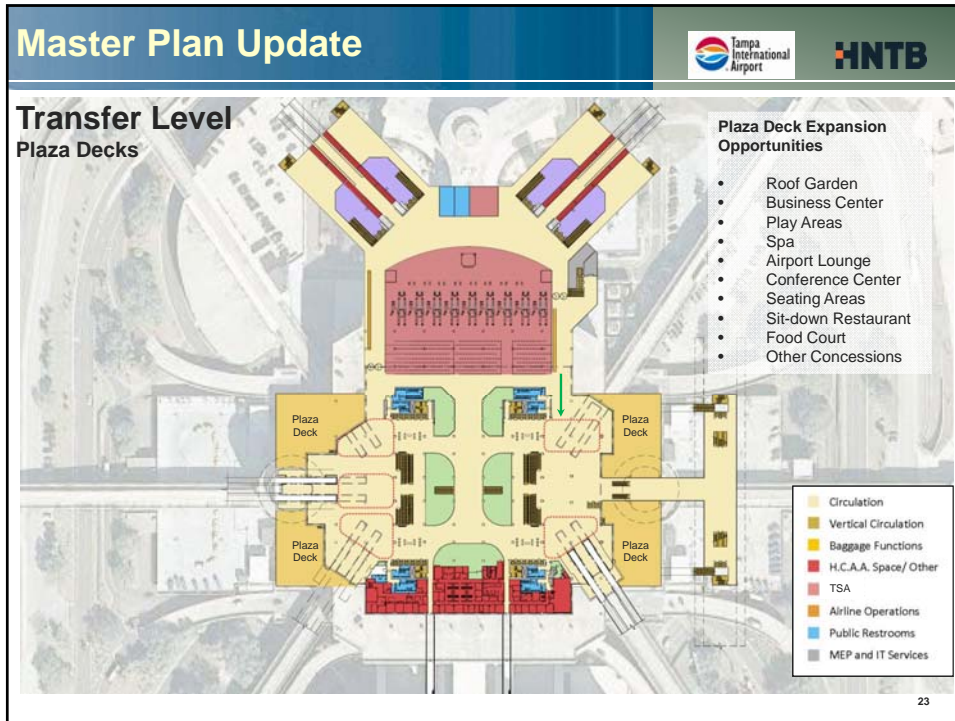 Master Plan Update
Tampa
International
Airport
HNTB
Transfer Level
Plaza Decks
Plaza Deck Expansion
Opportunities
• Roof Garden
• Business Center
• Play Areas
• Spa
• Airport Lounge
• Conference Center
• Seating Areas
• Sit-down Restaurant
• Food Court
• Other Concessions
Plaza
Deck
Plaza
Deck
Plaza
Deck
Plaza
Deck
Circulation
Vertical Circulation
Baggage Functions
H.C.A.A. Space/ Other
TSA
Airline Operations
Public Restrooms
MEP and IT Services
23